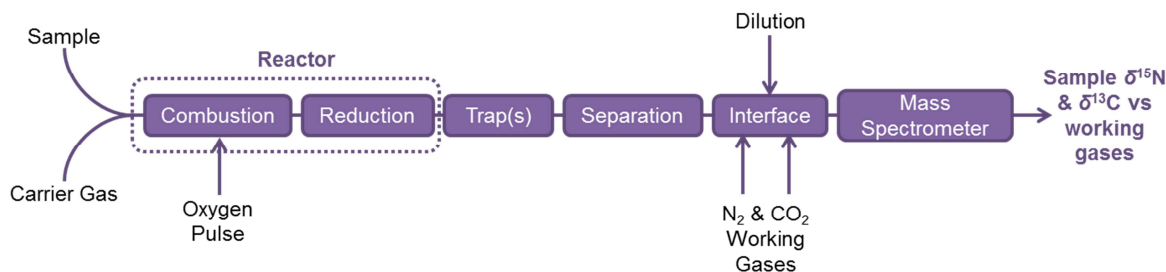 Sample
Carrier Gas
Reactor
Combustion
Reduction
Oxygen
Pulse
Trap(s)
Separation
Dilution
Interface
N₂ & CO₂
Working
Gases
Mass
Spectrometer
Sample δ¹⁵N
& δ¹³C vs
working
gases